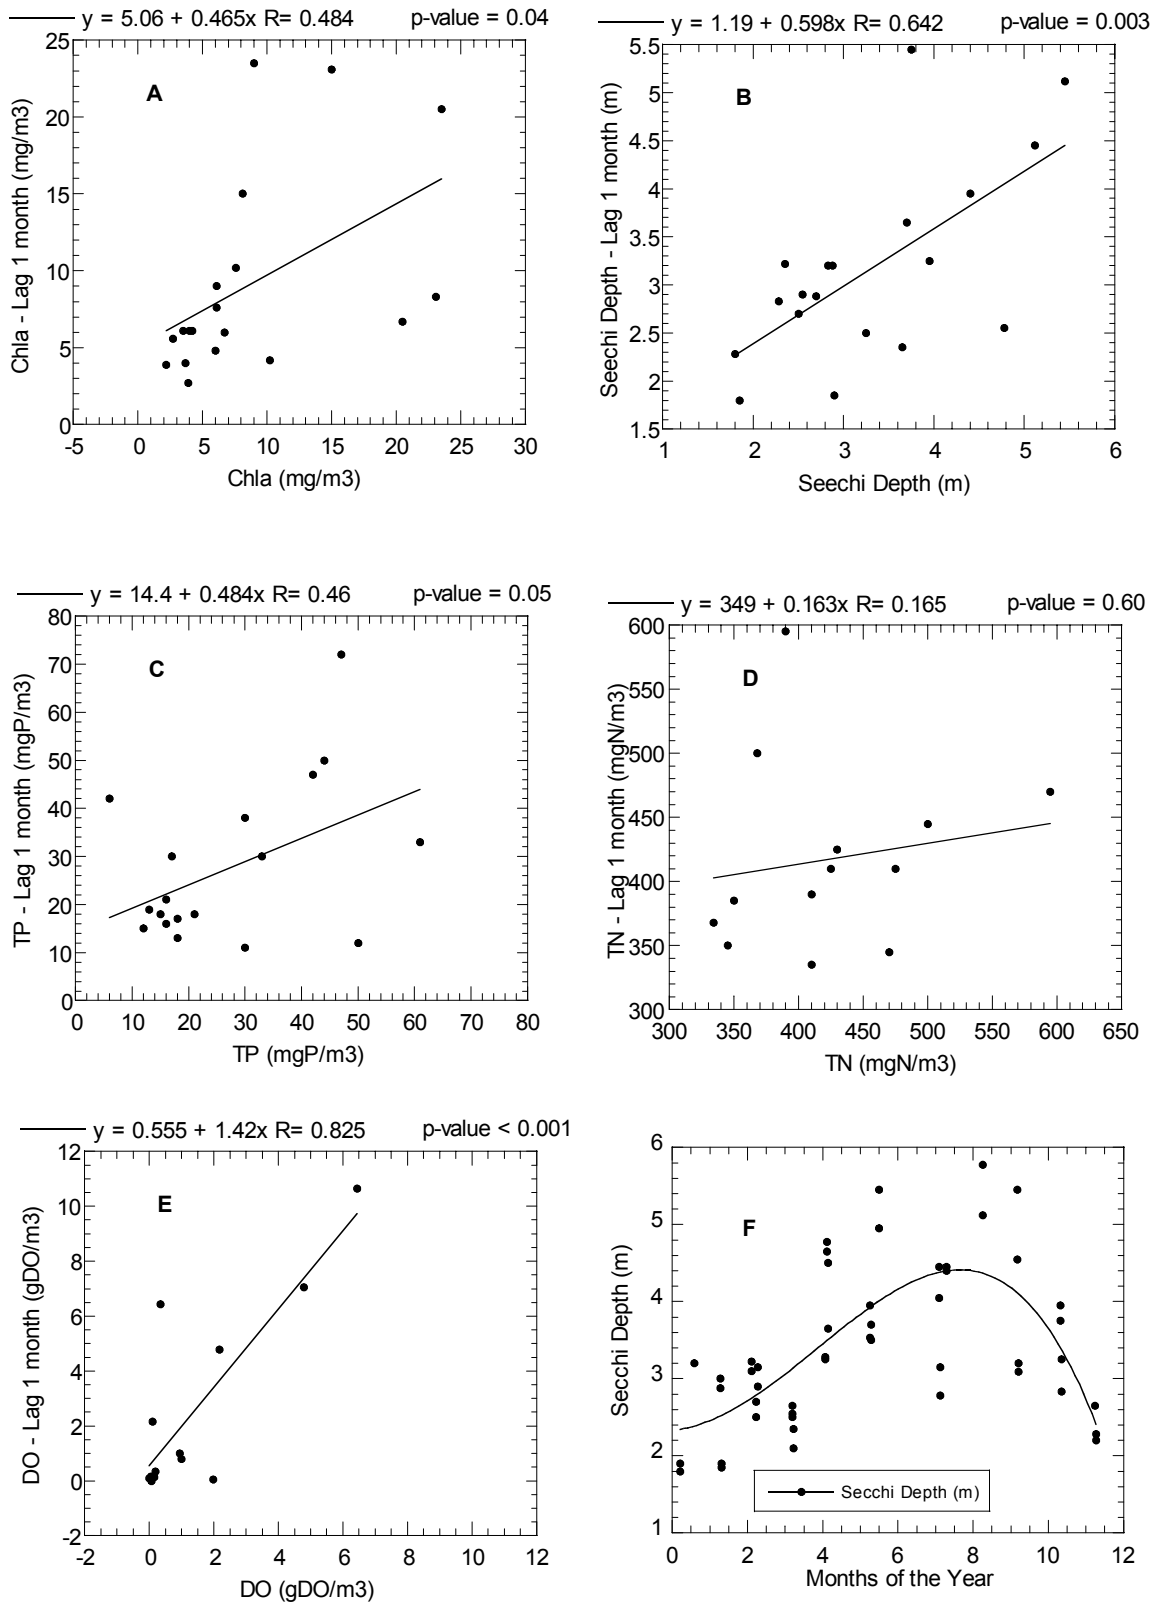 y = 5.06 + 0.465x R= 0.484 p-value = 0.04
25
20
15
10
5
0
A
Chla - Lag 1 month (mg/m3)
-5 0 5 10 15 20 25 30
Chla (mg/m3)
y = 1.19 + 0.598x R= 0.642 p-value = 0.003
5.5
5
4.5
4
3.5
3
2.5
2
1.5
B
Seechi Depth - Lag 1 month (m)
1 2 3 4 5 6
Seechi Depth (m)
y = 14.4 + 0.484x R= 0.46 p-value = 0.05
80
70
60
50
40
30
20
10
0
C
TP - Lag 1 month (mgP/m3)
0 10 20 30 40 50 60 70 80
TP (mgP/m3)
y = 349 + 0.163x R= 0.165 p-value = 0.60
600
550
500
450
400
350
300
D
TN - Lag 1 month (mgN/m3)
300 350 400 450 500 550 600 650
TN (mgN/m3)
y = 0.555 + 1.42x R= 0.825 p-value < 0.001
12
10
8
6
4
2
0
-2
E
DO - Lag 1 month (gDO/m3)
-2 0 2 4 6 8 10 12
DO (gDO/m3)
6
5
4
3
2
1
F
Secchi Depth (m)
Secchi Depth (m)
0 2 4 6 8 10 12
Months of the Year